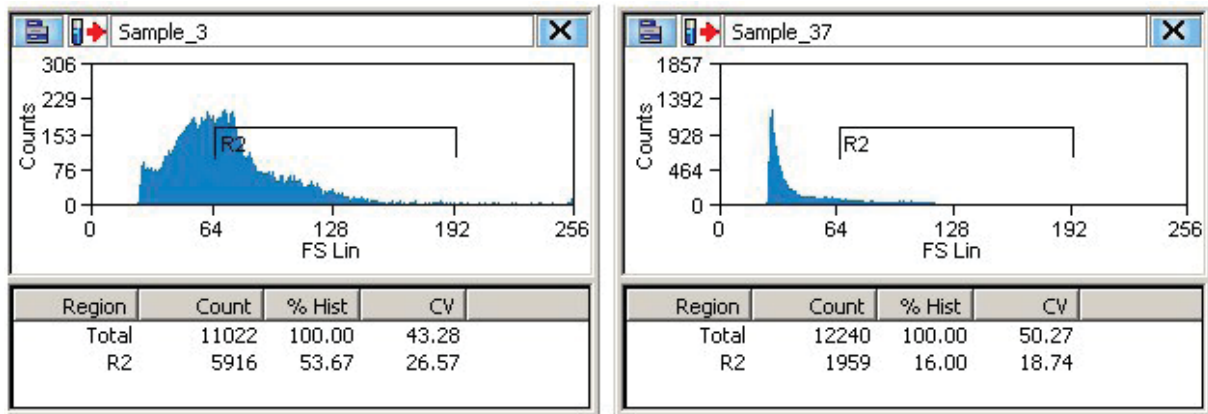 Sample_3
306
229
153
76
0
Counts
R2
0 64 128 192 256
FS Lin
Region Count % Hist CV
Total 11022 100.00 43.28
R2 5916 53.67 26.57
Sample_37
1857
1392
928
464
0
Counts
R2
0 64 128 192 256
FS Lin
Region Count % Hist CV
Total 12240 100.00 50.27
R2 1959 16.00 18.74